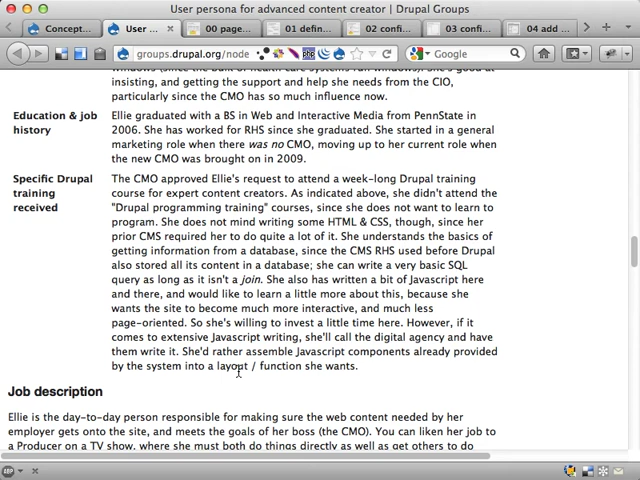 User persona for advanced content creator | Drupal Groups
Concept...
User ...
00 page...
01 defin...
02 confi...
03 confi...
04 add ...
groups.drupal.org/node
php
Google
insisting, and getting the support and help she needs from the CIO,
particularly since the CMO has so much influence now.
Education & job
history
Ellie graduated with a BS in Web and Interactive Media from PennState in
2006. She has worked for RHS since she graduated. She started in a general
marketing role when there was no CMO, moving up to her current role when
the new CMO was brought on in 2009.
Specific Drupal
training
received
The CMO approved Ellie's request to attend a week-long Drupal training
course for expert content creators. As indicated above, she didn't attend the
"Drupal programming training" courses, since she does not want to learn to
program. She does not mind writing some HTML & CSS, though, since her
prior CMS required her to do quite a lot of it. She understands the basics of
getting information from a database, since the CMS RHS used before Drupal
also stored all its content in a database; she can write a very basic SQL
query as long as it isn't a join. She also has written a bit of Javascript here
and there, and would like to learn a little more about this, because she
wants the site to become much more interactive, and much less
page-oriented. So she's willing to invest a little time here. However, if it
comes to extensive Javascript writing, she'll call the digital agency and have
them write it. She'd rather assemble Javascript components already provided
by the system into a layout / function she wants.
Job description
Ellie is the day-to-day person responsible for making sure the web content needed by her
employer gets onto the site, and meets the goals of her boss (the CMO). You can liken her job to
a Producer on a TV show, where she must both do things directly as well as get others to do
ABP